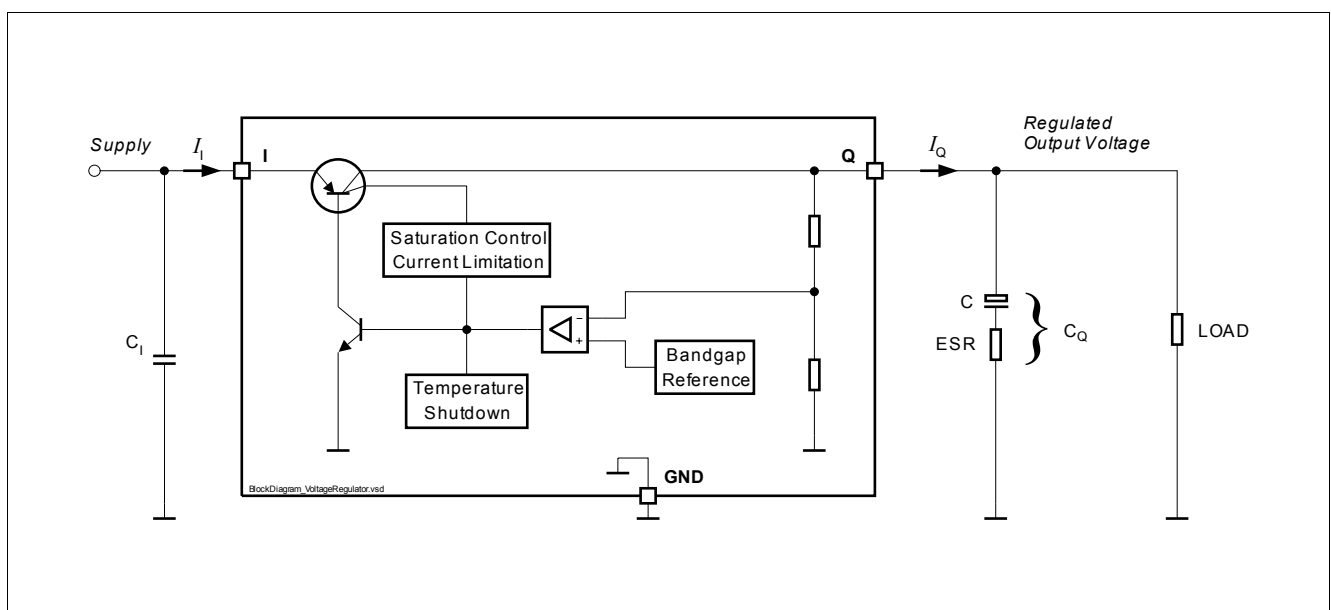 Supply
I_I
I
Q
I_Q
Regulated
Output Voltage
Saturation Control
Current Limitation
C_I
−
+
Bandgap
Reference
Temperature
Shutdown
C
ESR
C_Q
LOAD
GND
BlockDiagram_VoltageRegulator.vsd